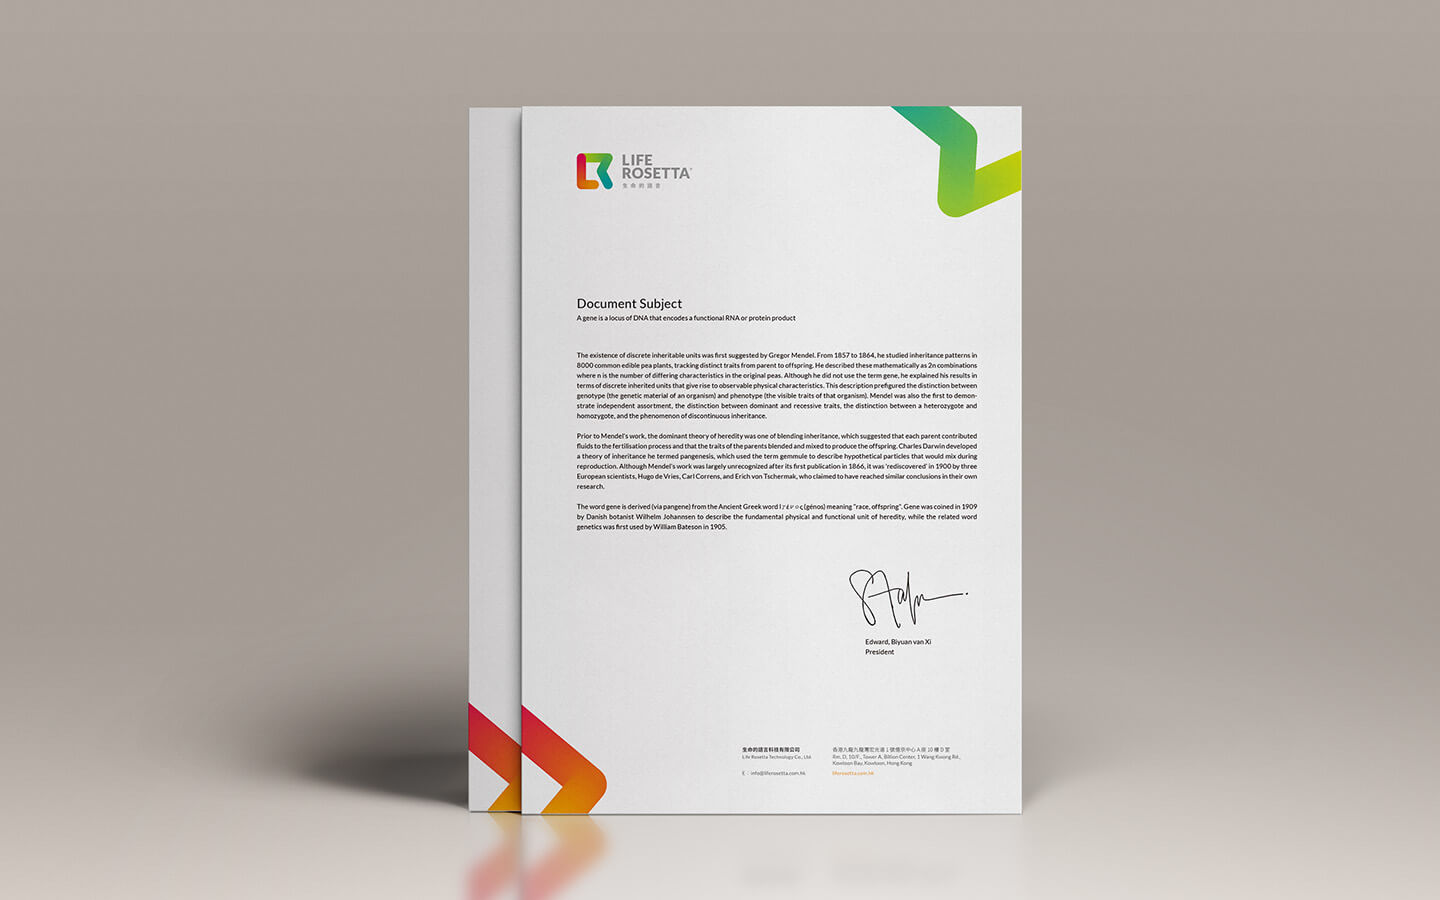 LIFE
ROSETTA
生命的語言
Document Subject
A gene is a locus of DNA that encodes a functional RNA or protein product
The existence of discrete inheritable units was first suggested by Gregor Mendel. From 1857 to 1864, he studied inheritance patterns in
8000 common edible pea plants, tracking distinct traits from parent to offspring. He described these mathematically as 2n combinations
where n is the number of differing characteristics in the original peas. Although he did not use the term gene, he explained his results in
terms of discrete inherited units that give rise to observable physical characteristics. This description prefigured the distinction between
genotype (the genetic material of an organism) and phenotype (the visible traits of that organism). Mendel was also the first to demon-
strate independent assortment, the distinction between dominant and recessive traits, the distinction between a heterozygote and
homozygote, and the phenomenon of discontinuous inheritance.
Prior to Mendel's work, the dominant theory of heredity was one of blending inheritance, which suggested that each parent contributed
fluids to the fertilisation process and that the traits of the parents blended and mixed to produce the offspring. Charles Darwin developed
a theory of inheritance he termed pangenesis, which used the term gemmule to describe hypothetical particles that would mix during
reproduction. Although Mendel's work was largely unrecognized after its first publication in 1866, it was 'rediscovered' in 1900 by three
European scientists, Hugo de Vries, Carl Correns, and Erich von Tschermak, who claimed to have reached similar conclusions in their own
research.
The word gene is derived (via pangene) from the Ancient Greek word (génos) meaning "race, offspring". Gene was coined in 1909
by Danish botanist Wilhelm Johannsen to describe the fundamental physical and functional unit of heredity, while the related word
genetics was first used by William Bateson in 1905.
Edward, Biyuan van Xi
President
生命的語言科技有限公司
Life Rosetta Technology Co., Ltd.
E info@liferosetta.com.hk
香港九龍九龍灣宏光道 1 號億京中心 A 座 10 樓 D 室
Rm. D, 10/F., Tower A, Billion Center, 1 Wang Kwong Rd.,
Kowloon Bay, Kowloon, Hong Kong
liferosetta.com.hk